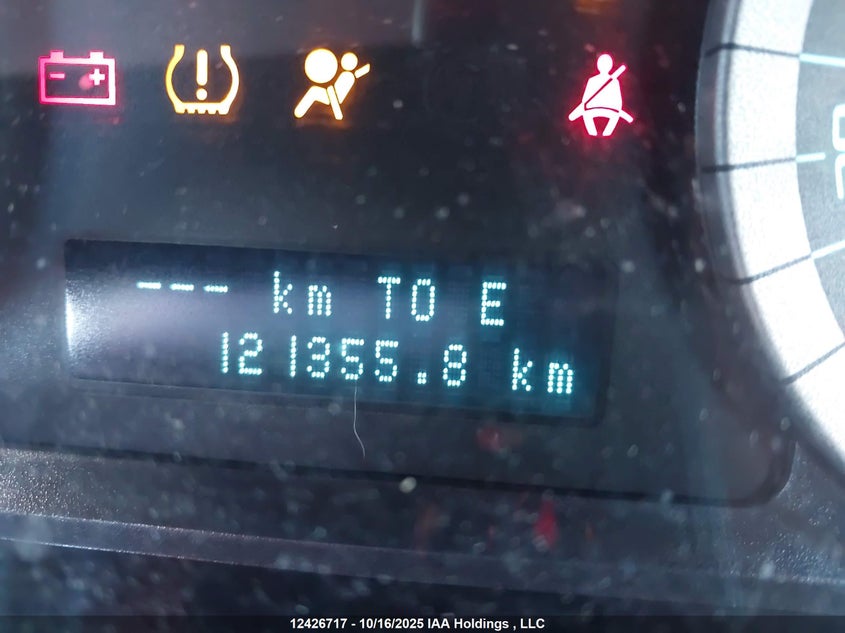 --- km TO E
121355.8 km
12426717 - 10/16/2025 IAA Holdings , LLC